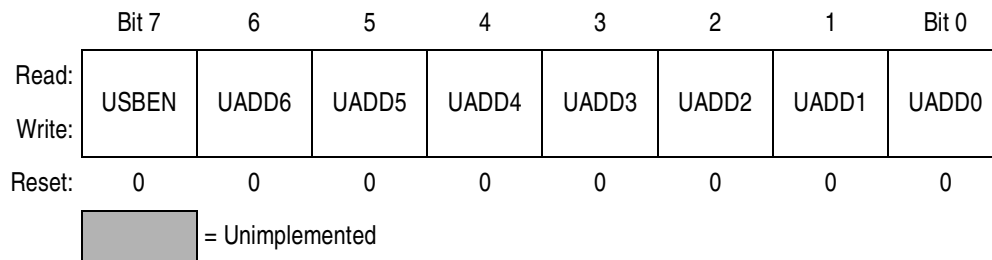 Bit 7 6 5 4 3 2 1 Bit 0
Read:
USBEN UADD6 UADD5 UADD4 UADD3 UADD2 UADD1 UADD0
Write:
Reset: 0 0 0 0 0 0 0 0
= Unimplemented